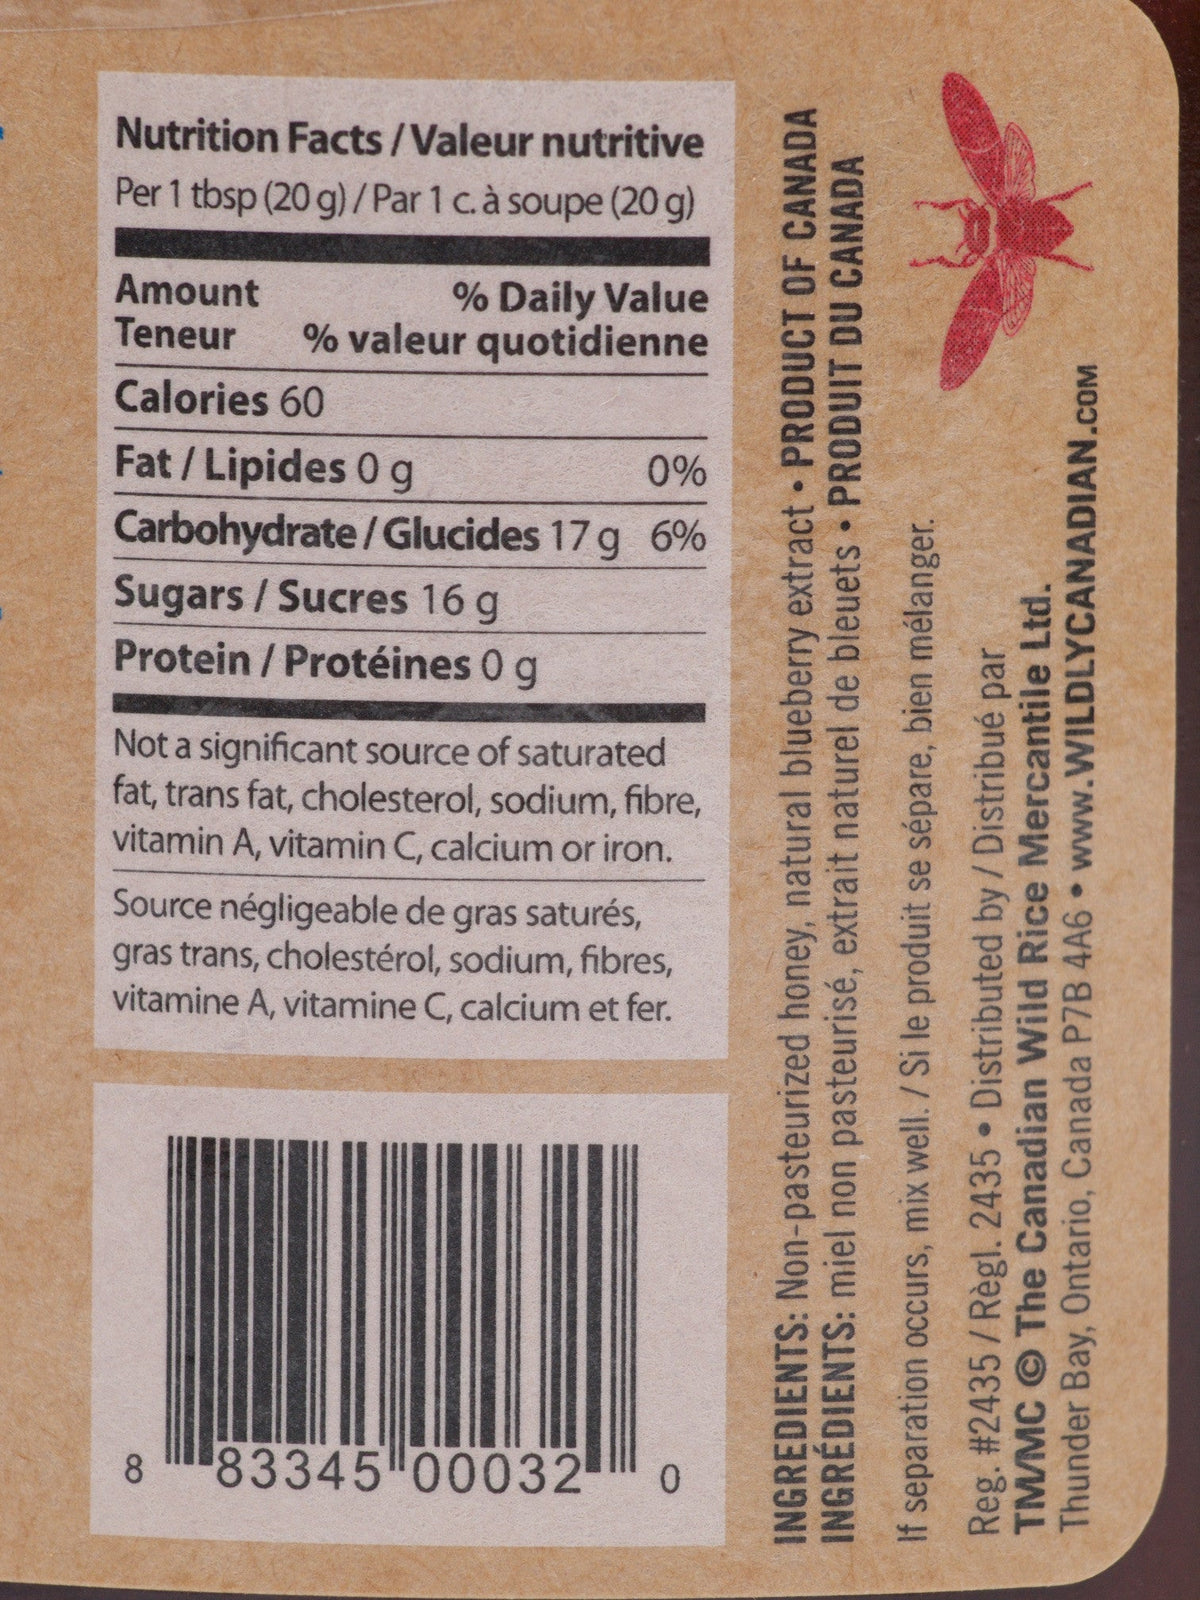 Nutrition Facts / Valeur nutritive
Per 1 tbsp (20 g) / Par 1 c. à soupe (20 g)
Amount % Daily Value
Teneur % valeur quotidienne
Calories 60
Fat / Lipides 0 g 0%
Carbohydrate / Glucides 17 g 6%
Sugars / Sucres 16 g
Protein / Protéines 0 g
Not a significant source of saturated
fat, trans fat, cholesterol, sodium, fibre,
vitamin A, vitamin C, calcium or iron.
Source négligeable de gras saturés,
gras trans, cholestérol, sodium, fibres,
vitamine A, vitamine C, calcium et fer.
8 83345 00032 0
INGREDIENTS: Non-pasteurized honey, natural blueberry extract • PRODUCT OF CANADA
INGRÉDIENTS: miel non pasteurisé, extrait naturel de bleuets • PRODUIT DU CANADA
If separation occurs, mix well. / Si le produit se sépare, bien mélanger.
Reg. #2435 / Règl. 2435 • Distributed by / Distribué par
TM/MC © The Canadian Wild Rice Mercantile Ltd.
Thunder Bay, Ontario, Canada P7B 4A6 • www.WILDLYCANADIAN.COM